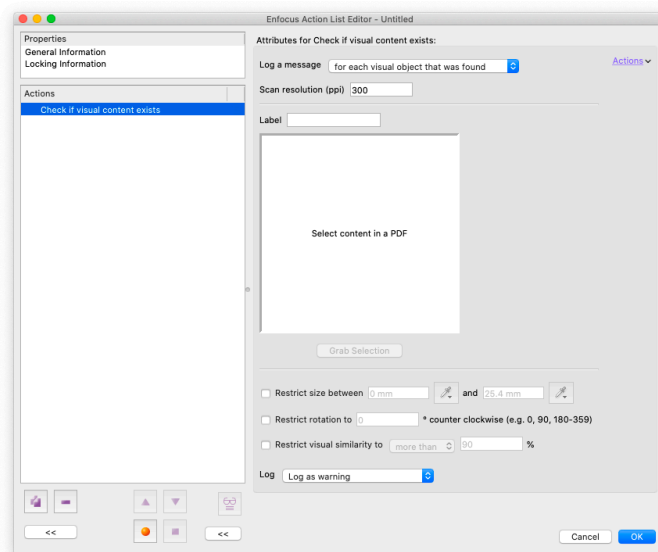 Enfocus Action List Editor - Untitled
Properties
General Information
Locking Information
Actions
Check if visual content exists
<<
<<
Attributes for Check if visual content exists:
Log a message for each visual object that was found
Actions
Scan resolution (ppi) 300
Label
Select content in a PDF
Grab Selection
Restrict size between 0 mm and 25.4 mm
Restrict rotation to 0 ° counter clockwise (e.g. 0, 90, 180-359)
Restrict visual similarity to more than 90 %
Log Log as warning
Cancel OK